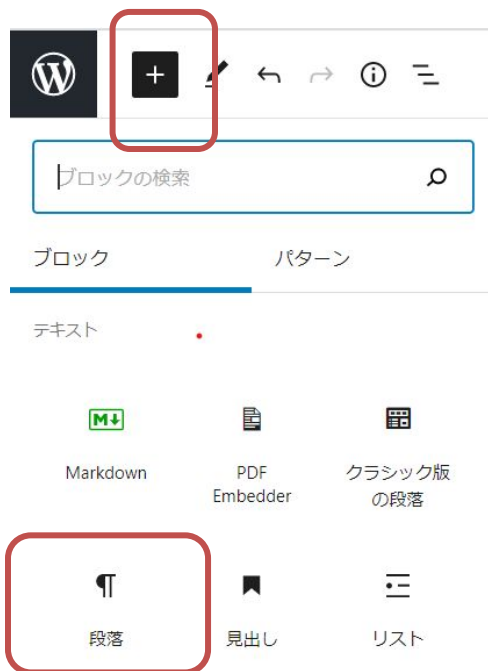 ブロックの検索
ブロック パターン
テキスト
M↓
Markdown
PDF
Embedder
クラシック版
の段落
段落
見出し
リスト